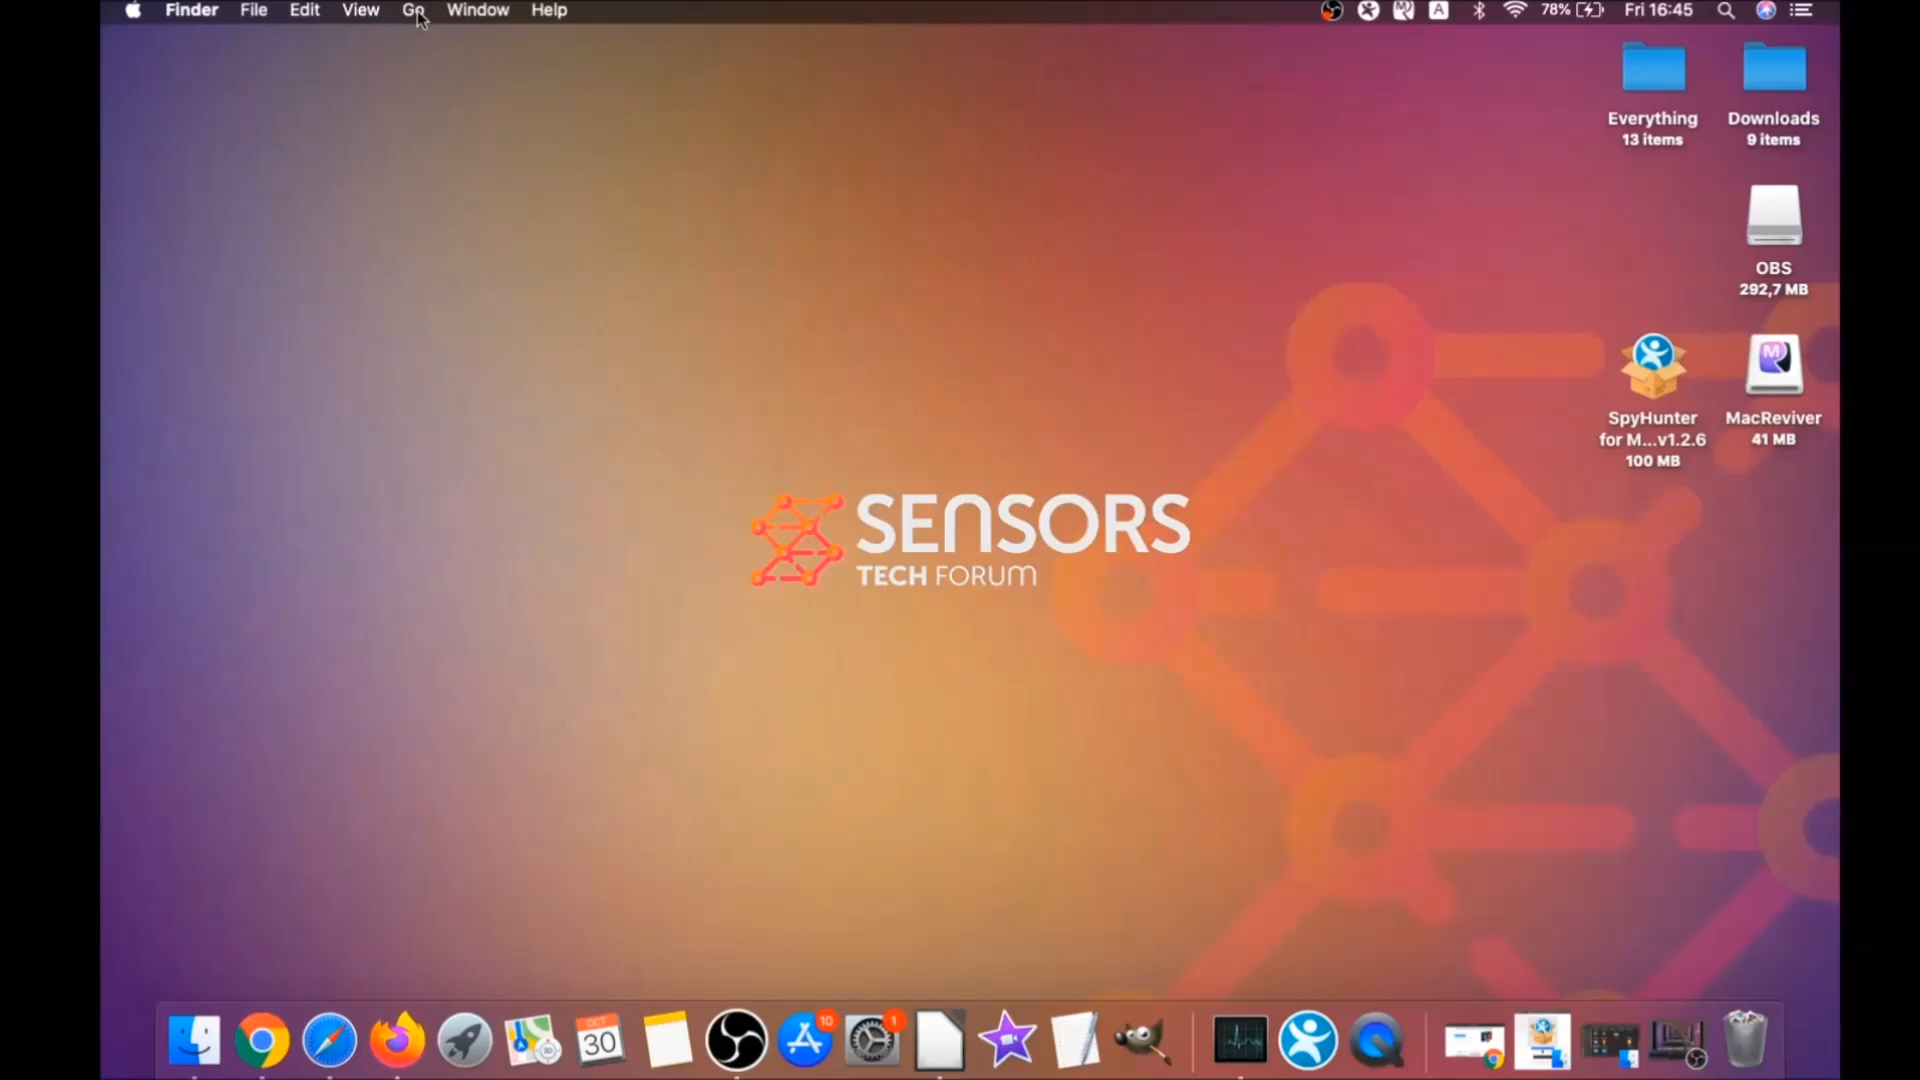 Finder File Edit View Go Window Help
A 78% Fri 16:45
Everything
13 items
Downloads
9 items
OBS
292,7 MB
SpyHunter
for M...v1.2.6
100 MB
M
MacReviver
41 MB
SENSORS
TECH FORUM
OCT
30
10
1